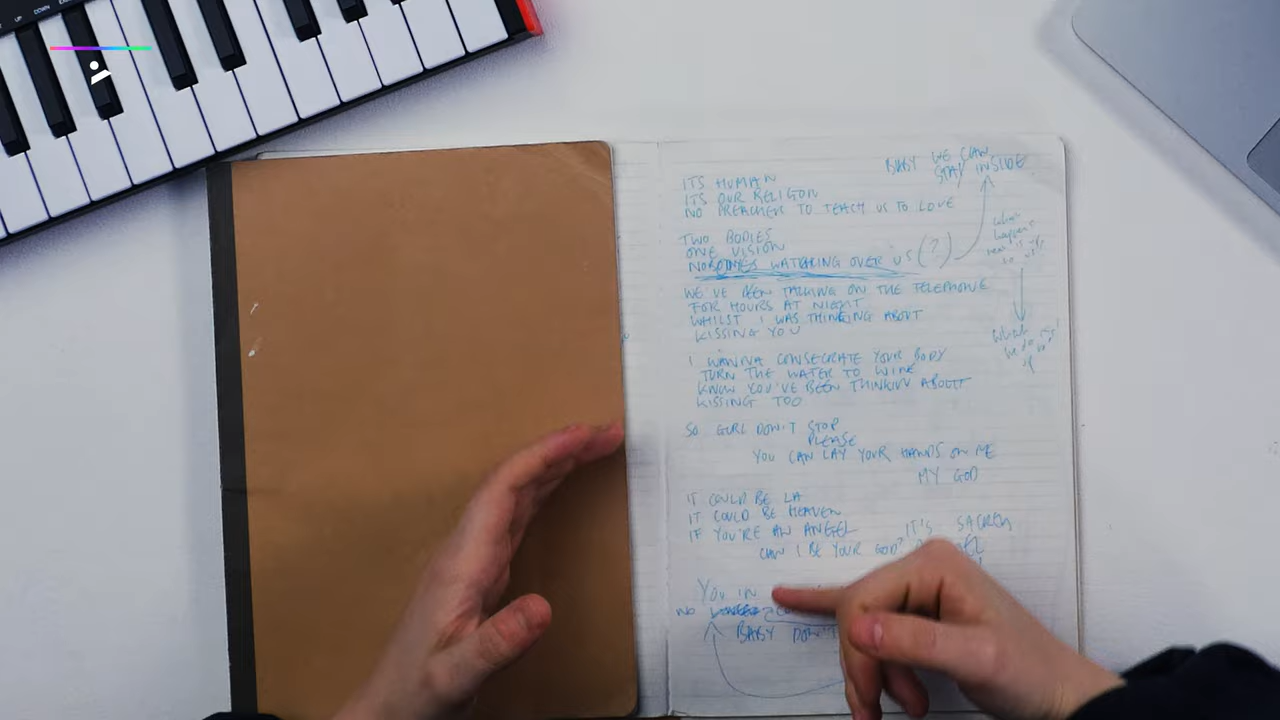 UP DOWN
BABY WE CAN
STAY INSIDE
ITS HUMAN
ITS OUR RELIGION
NO PREACHER TO TEACH US TO LOVE
TWO BODIES
ONE VISION
WATCHING OVER US (?)
what
happens
WE'VE BEEN TALKING ON THE TELEPHONE
FOR HOURS AT NIGHT
WHILST I WAS THINKING ABOUT
KISSING YOU
I WANNA CONSECRATE YOUR BODY
TURN THE WATER TO WINE
KNOW YOU'VE BEEN THINKIN ABOUT
KISSING TOO
SO GIRL DON'T STOP
PLEASE
YOU CAN LAY YOUR HANDS ON ME
MY GOD
IT COULD BE LA
IT COULD BE HEAVEN
IF YOU'RE AN ANGEL
CAN I BE YOUR GOD?
IT'S SACRED
YOU IN
NO
BABY DON'T